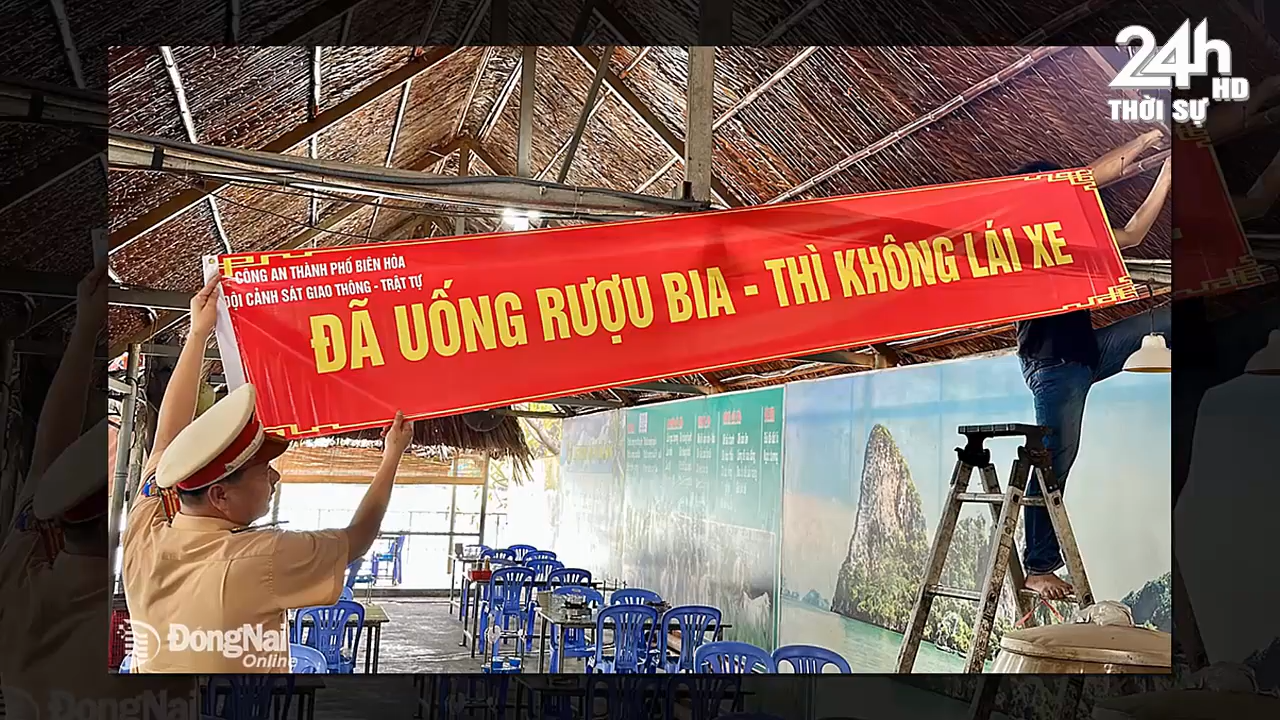 24h
HD
THỜI SỰ
CÔNG AN THÀNH PHỐ BIÊN HÒA
ĐỘI CẢNH SÁT GIAO THÔNG - TRẬT TỰ
ĐÃ UỐNG RƯỢU BIA - THÌ KHÔNG LÁI XE
ĐồngNai
Online